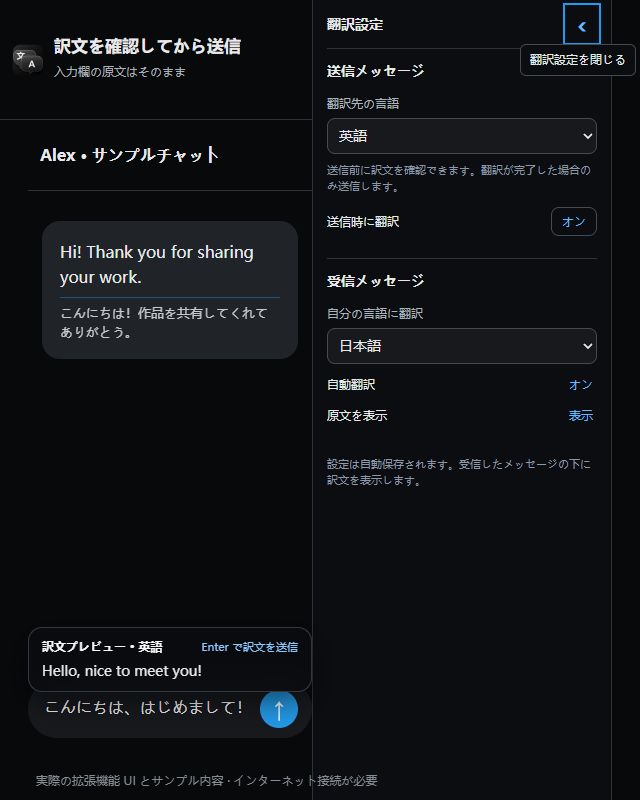 訳文を確認してから送信
入力欄の原文はそのまま
Alex • サンプルチャット
Hi! Thank you for sharing
your work.
こんにちは！作品を共有してくれて
ありがとう。
訳文プレビュー・英語
Enter で訳文を送信
Hello, nice to meet you!
こんにちは、はじめまして！
実際の拡張機能 UI とサンプル内容 · インターネット接続が必要
翻訳設定
翻訳設定を閉じる
送信メッセージ
翻訳先の言語
英語
送信前に訳文を確認できます。翻訳が完了した場合の
み送信します。
送信時に翻訳
オン
受信メッセージ
自分の言語に翻訳
日本語
自動翻訳
オン
原文を表示
表示
設定は自動保存されます。受信したメッセージの下に
訳文を表示します。